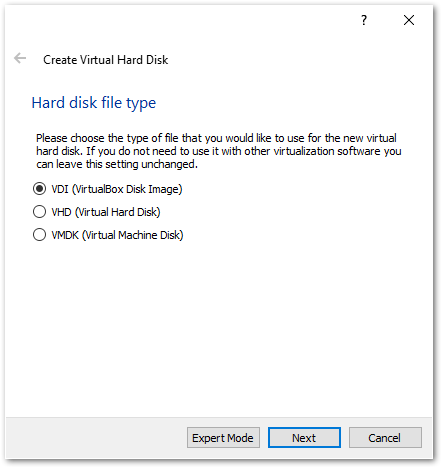 ?
Create Virtual Hard Disk
Hard disk file type
Please choose the type of file that you would like to use for the new virtual
hard disk. If you do not need to use it with other virtualization software you
can leave this setting unchanged.
VDI (VirtualBox Disk Image)
VHD (Virtual Hard Disk)
VMDK (Virtual Machine Disk)
Expert Mode Next Cancel